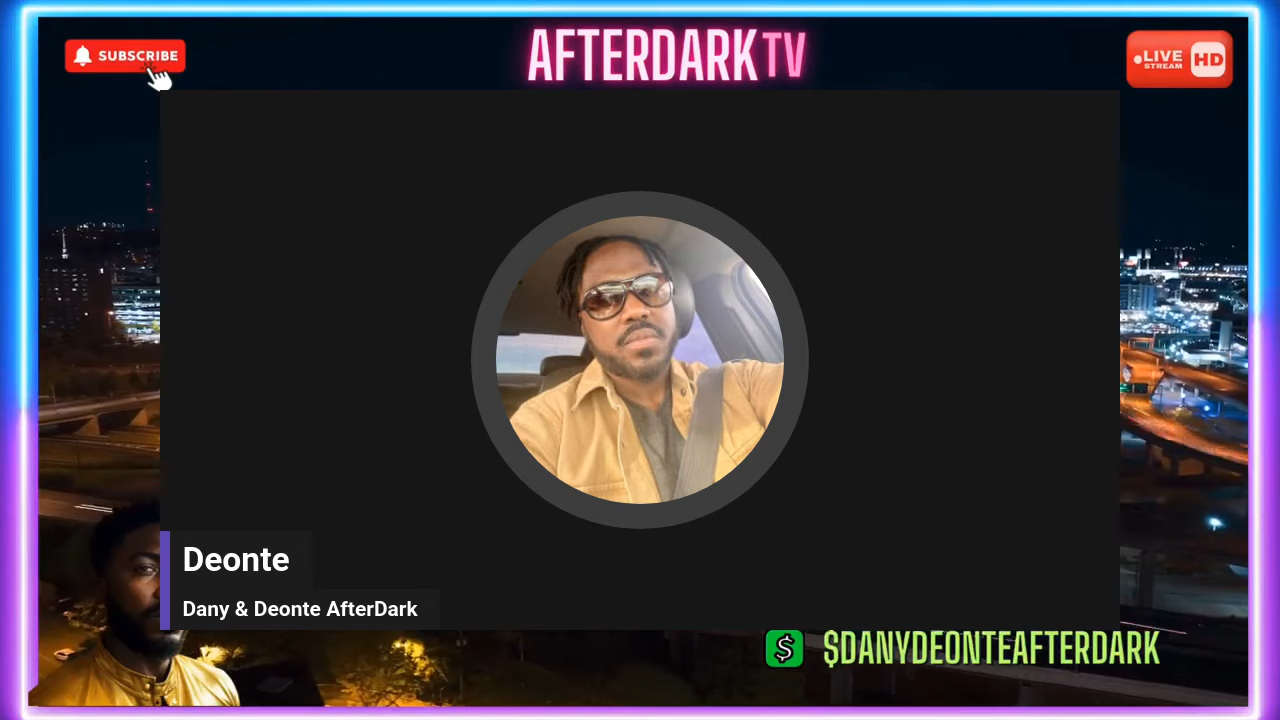 SUBSCRIBE
AFTERDARK TV
LIVE
STREAM
HD
Deonte
Dany & Deonte AfterDark
$DANYDEONTEAFTERDARK